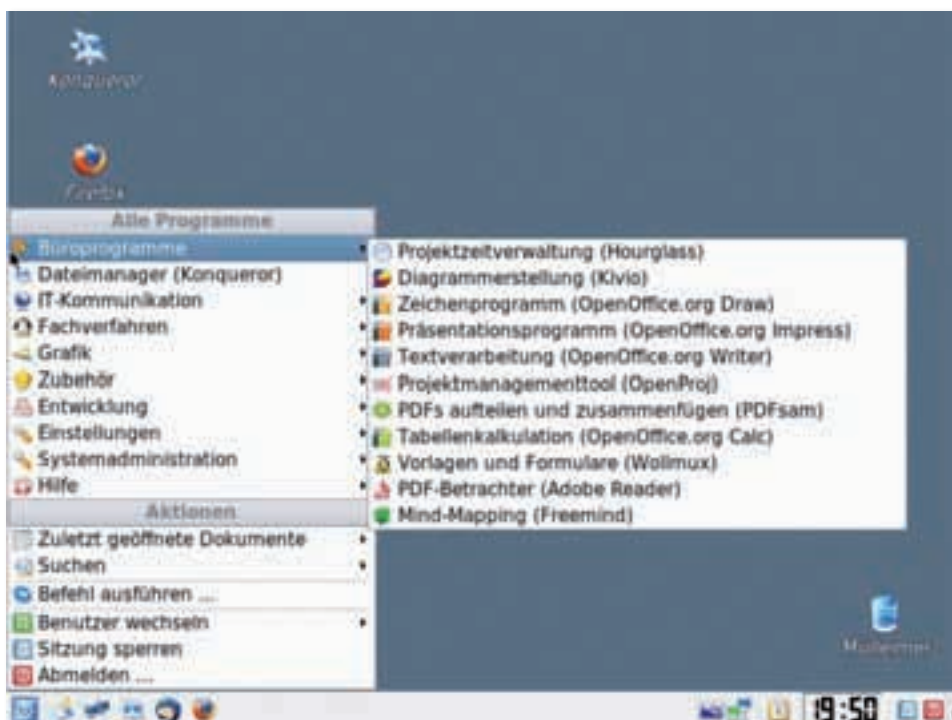 Konqueror
Firefox
Alle Programme
Büroprogramme
Dateimanager (Konqueror)
IT-Kommunikation
Fachverfahren
Grafik
Zubehör
Entwicklung
Einstellungen
Systemadministration
Hilfe
Aktionen
Zuletzt geöffnete Dokumente
Suchen
Befehl ausführen ...
Benutzer wechseln
Sitzung sperren
Abmelden ...
Projektzeitverwaltung (Hourglass)
Diagrammerstellung (Kivio)
Zeichenprogramm (OpenOffice.org Draw)
Präsentationsprogramm (OpenOffice.org Impress)
Textverarbeitung (OpenOffice.org Writer)
Projektmanagementtool (OpenProj)
PDFs aufteilen und zusammenfügen (PDFsam)
Tabellenkalkulation (OpenOffice.org Calc)
Vorlagen und Formulare (Wollmux)
PDF-Betrachter (Adobe Reader)
Mind-Mapping (Freemind)
Mülleimer
19:50